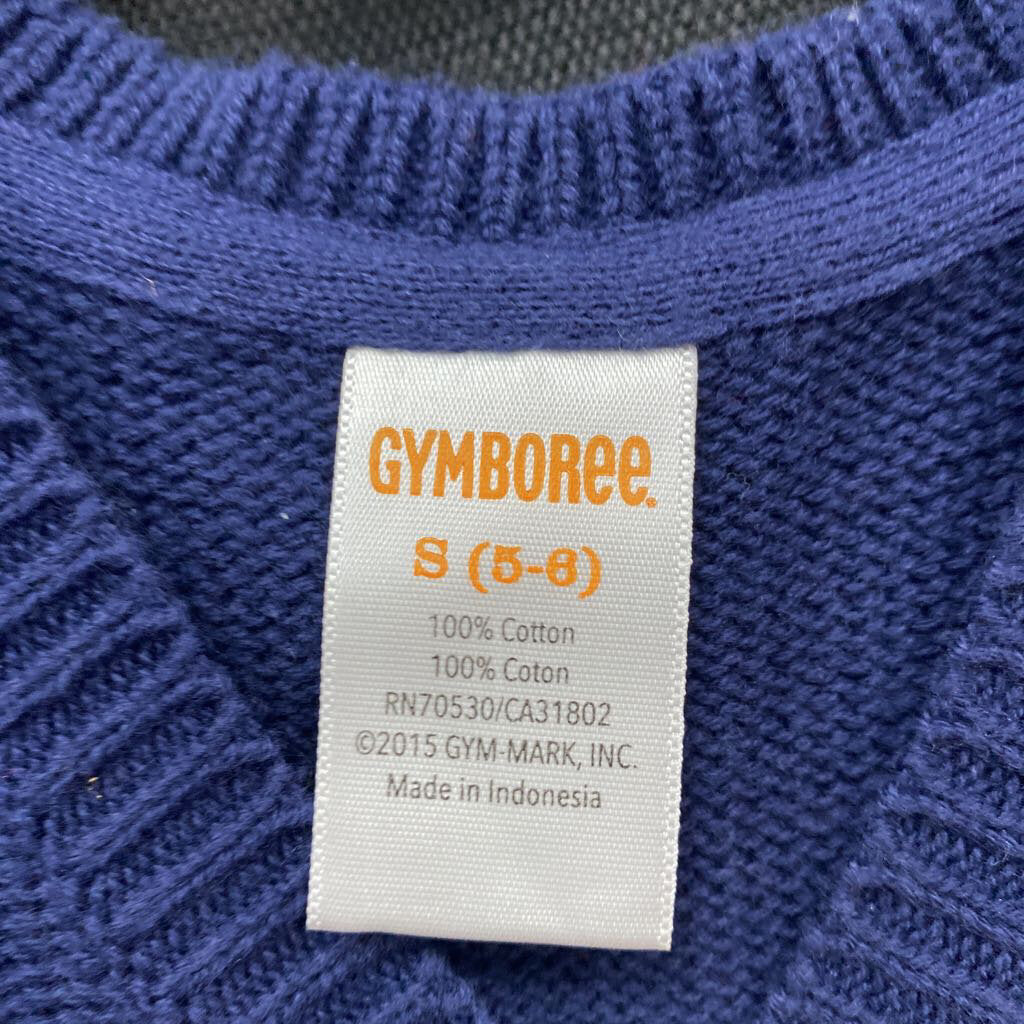 GYMBOREE.
S (5-6)
100% Cotton
100% Coton
RN70530/CA31802
©2015 GYM-MARK, INC.
Made in Indonesia